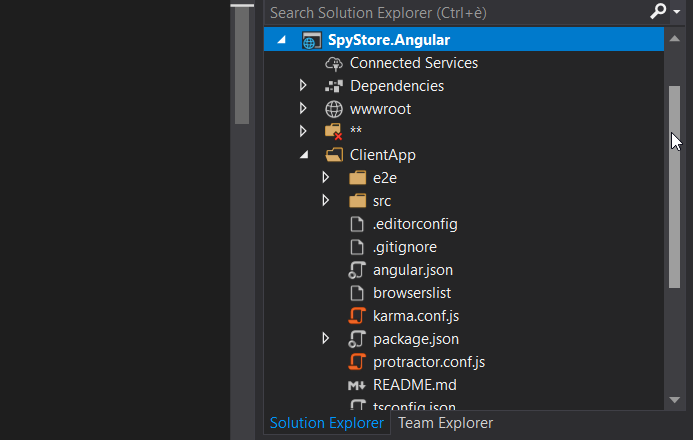 Search Solution Explorer (Ctrl+è)
SpyStore.Angular
Connected Services
Dependencies
wwwroot
**
ClientApp
e2e
src
.editorconfig
.gitignore
angular.json
browserslist
karma.conf.js
package.json
protractor.conf.js
M↓ README.md
tsconfig.json
Solution Explorer Team Explorer